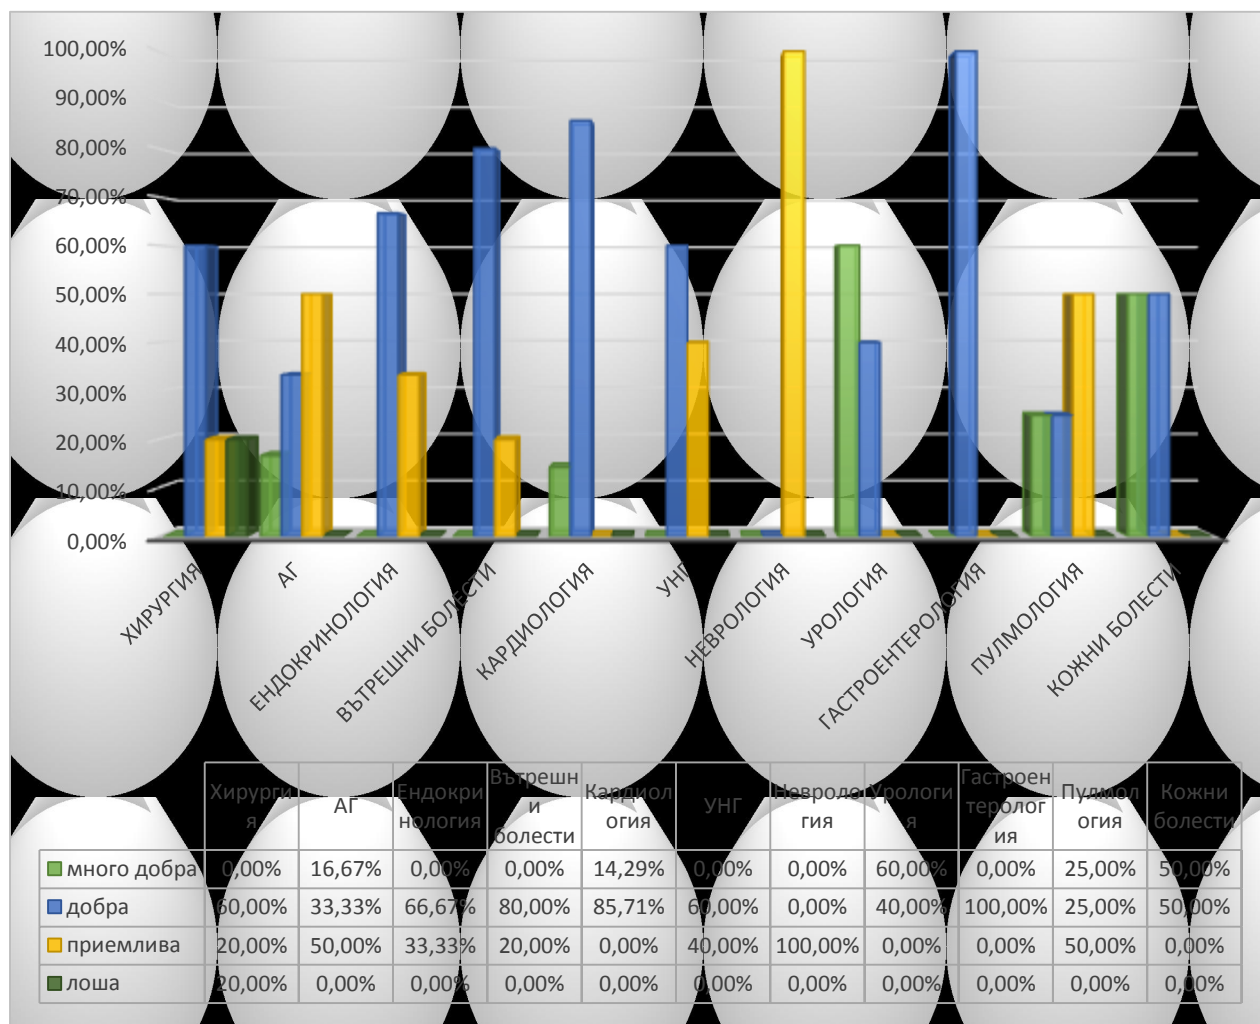 100,00%
90,00%
80,00%
70,00%
60,00%
50,00%
40,00%
30,00%
20,00%
10,00%
0,00%
ХИРУРГИЯ
АГ
ЕНДОКРИНОЛОГИЯ
ВЪТРЕШНИ БОЛЕСТИ
КАРДИОЛОГИЯ
УНГ
НЕВРОЛОГИЯ
УРОЛОГИЯ
ГАСТРОЕНТЕРОЛОГИЯ
ПУЛМОЛОГИЯ
КОЖНИ БОЛЕСТИ
Хирурги
я
АГ
Ендокри
нология
Вътрешн
и
болести
Кардиол
огия
УНГ
Невроло
гия
Урологи
я
Гастроен
теролог
ия
Пулмол
огия
Кожни
болести
много добра 0,00% 16,67% 0,00% 0,00% 14,29% 0,00% 0,00% 60,00% 0,00% 25,00% 50,00%
добра 60,00% 33,33% 66,67% 80,00% 85,71% 60,00% 0,00% 40,00% 100,00% 25,00% 50,00%
приемлива 20,00% 50,00% 33,33% 20,00% 0,00% 40,00% 100,00% 0,00% 0,00% 50,00% 0,00%
лоша 20,00% 0,00% 0,00% 0,00% 0,00% 0,00% 0,00% 0,00% 0,00% 0,00% 0,00%